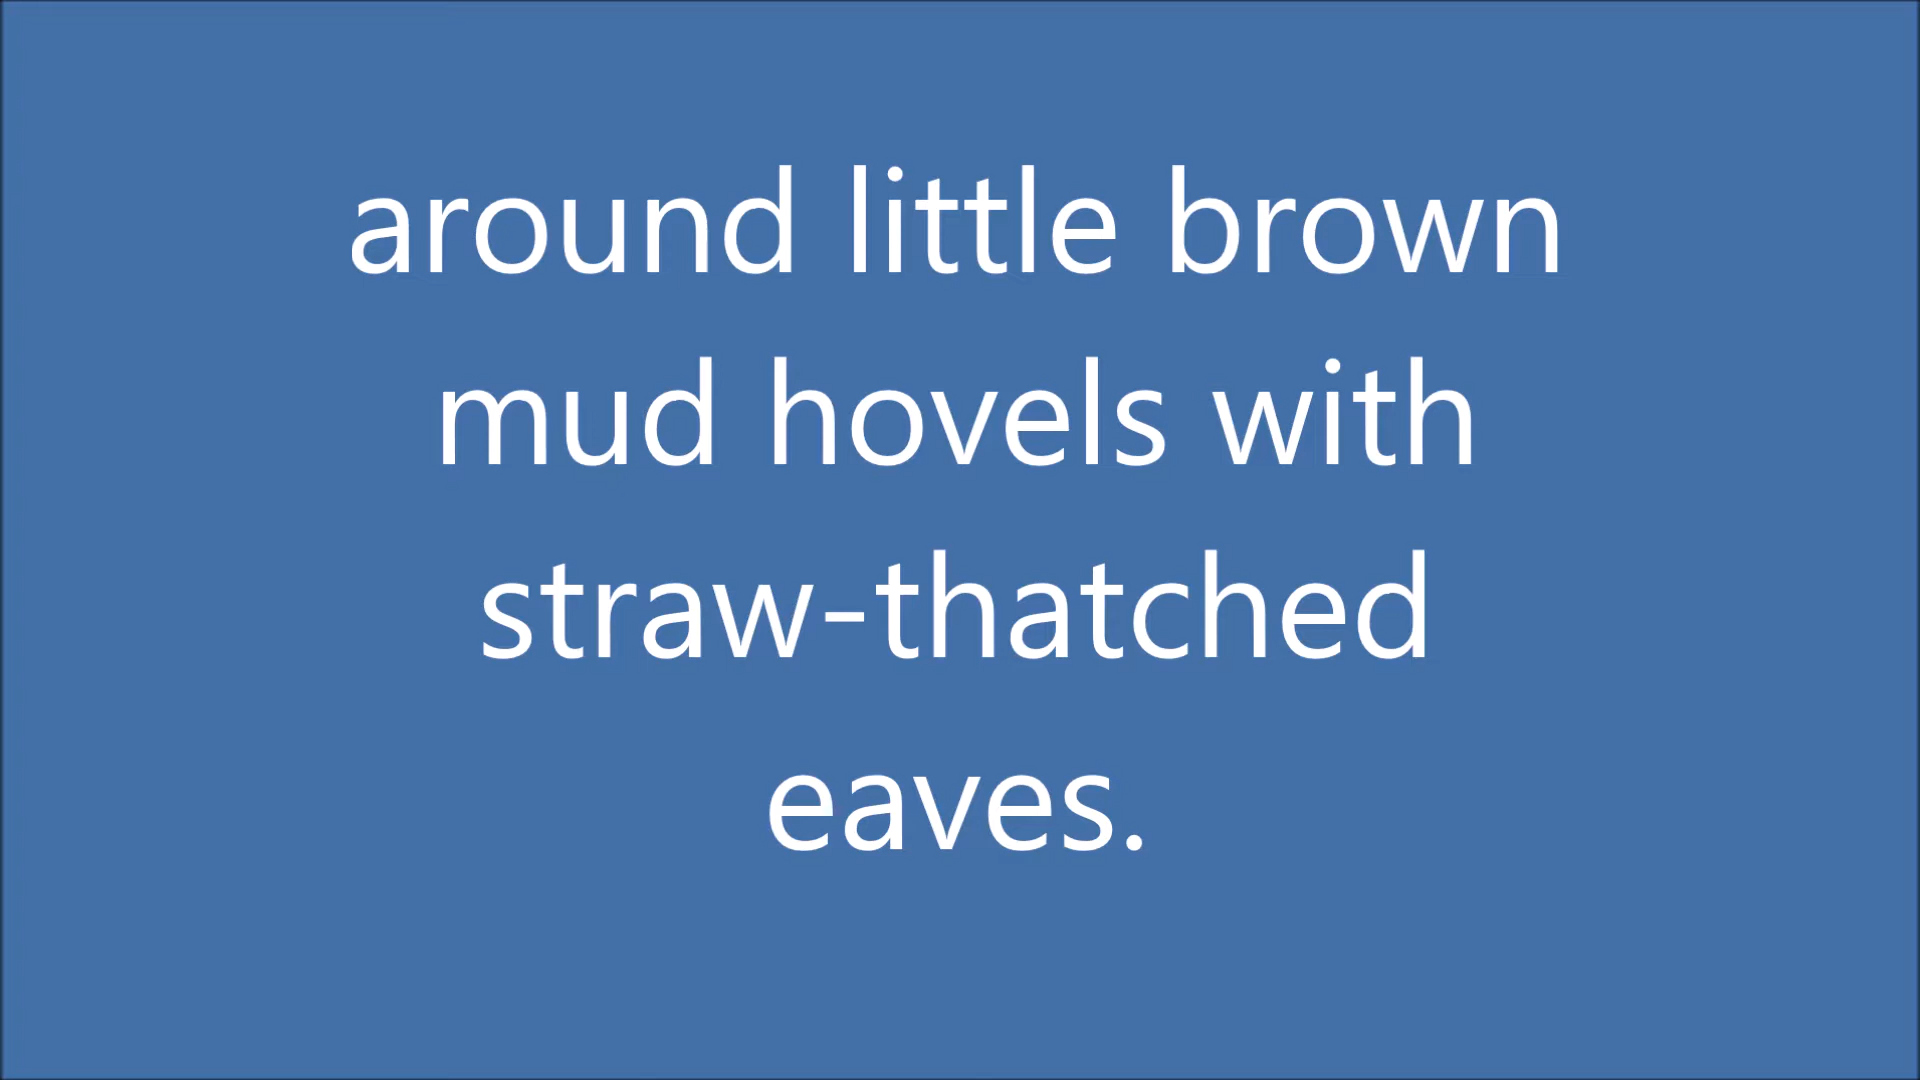 around little brown
mud hovels with
straw-thatched
eaves.